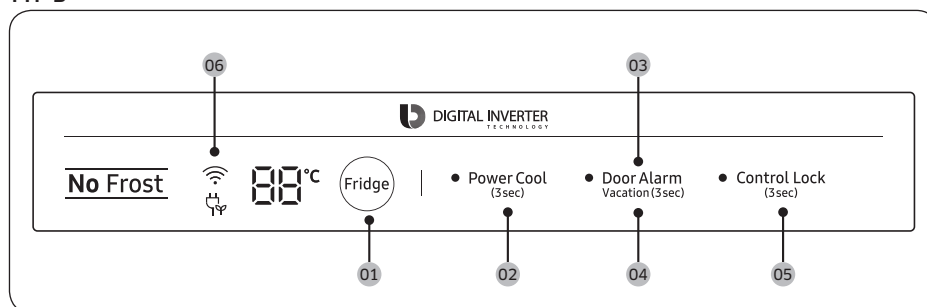 06
03
DIGITAL INVERTER
TECHNOLOGY
No Frost
88°C
Fridge
Power Cool
(3sec)
Door Alarm
Vacation (3sec)
Control Lock
(3sec)
01
02
04
05